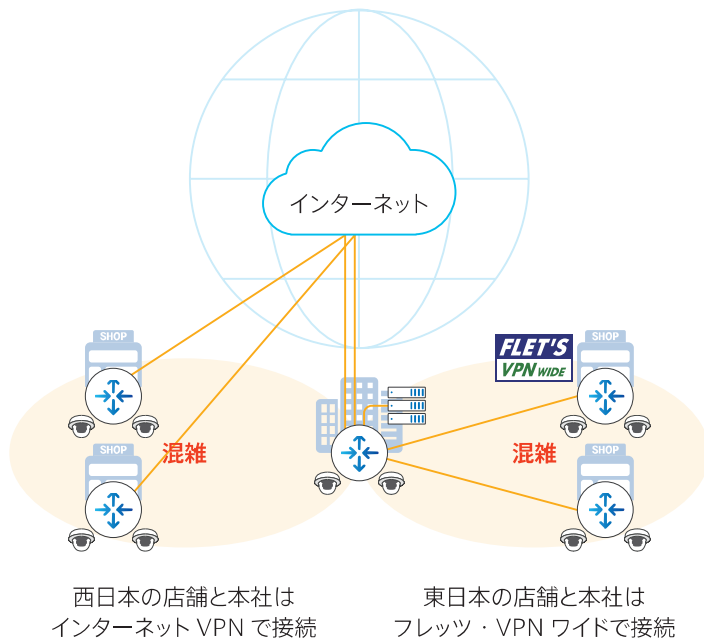 インターネット
SHOP
SHOP
FLET'S
VPN WIDE
SHOP
混雑
混雑
SHOP
SHOP
西日本の店舗と本社は
インターネット VPN で接続
東日本の店舗と本社は
フレッツ・VPN ワイドで接続